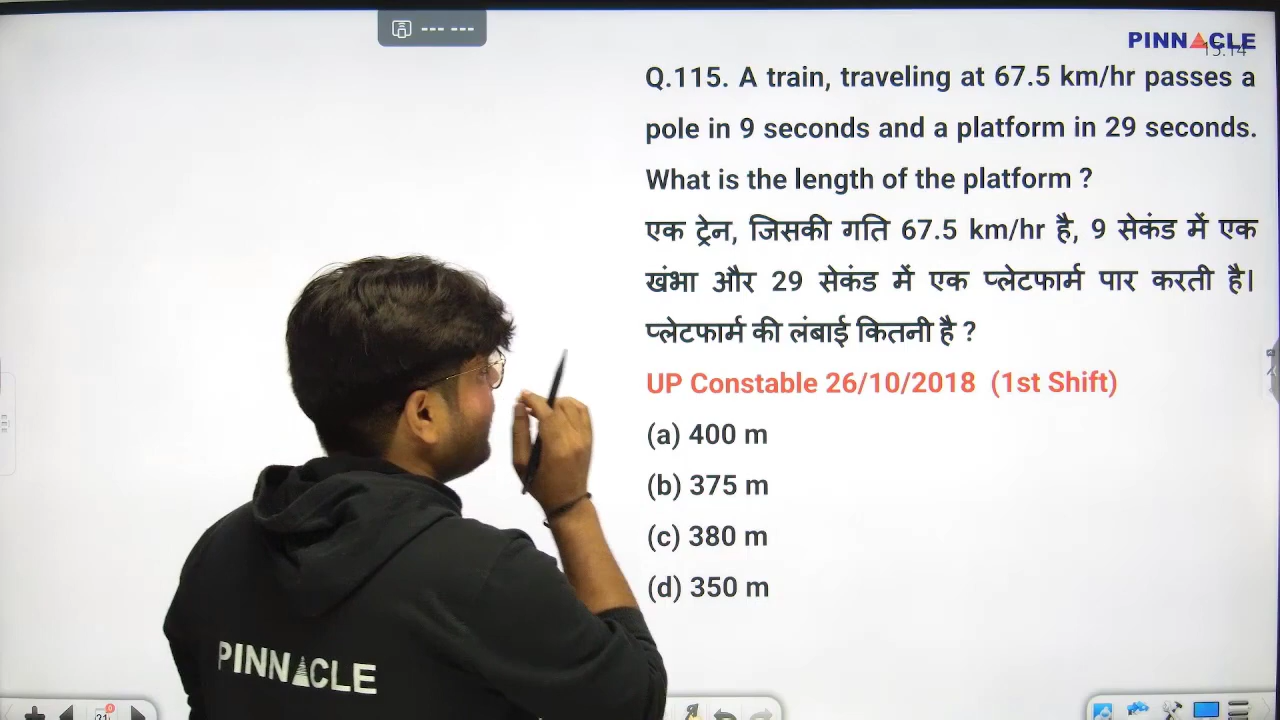 PINNACLE
15:14
Q.115. A train, traveling at 67.5 km/hr passes a
pole in 9 seconds and a platform in 29 seconds.
What is the length of the platform ?
एक ट्रेन, जिसकी गति 67.5 km/hr है, 9 सेकंड में एक
खंभा और 29 सेकंड में एक प्लेटफार्म पार करती है।
प्लेटफार्म की लंबाई कितनी है ?
UP Constable 26/10/2018 (1st Shift)
(a) 400 m
(b) 375 m
(c) 380 m
(d) 350 m
PINNACLE